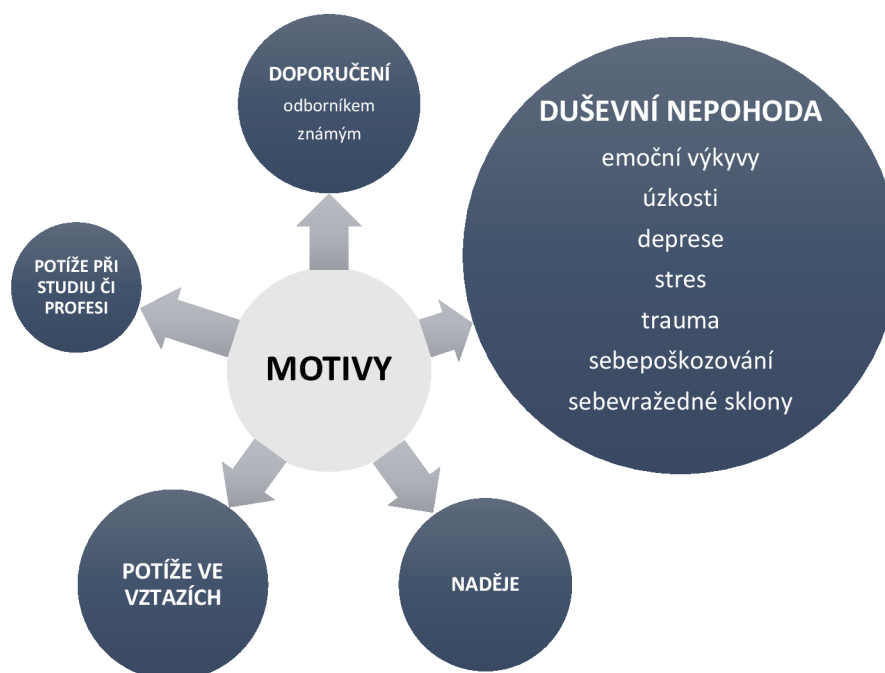 DOPORUČENÍ
odborníkem
známým
DUŠEVNÍ NEPOHODA
emoční výkyvy
úzkosti
deprese
stres
trauma
sebepoškozování
sebevražedné sklony
POTÍŽE PŘI
STUDIU ČI
PROFESI
MOTIVY
POTÍŽE VE
VZTAZÍCH
NADĚJE